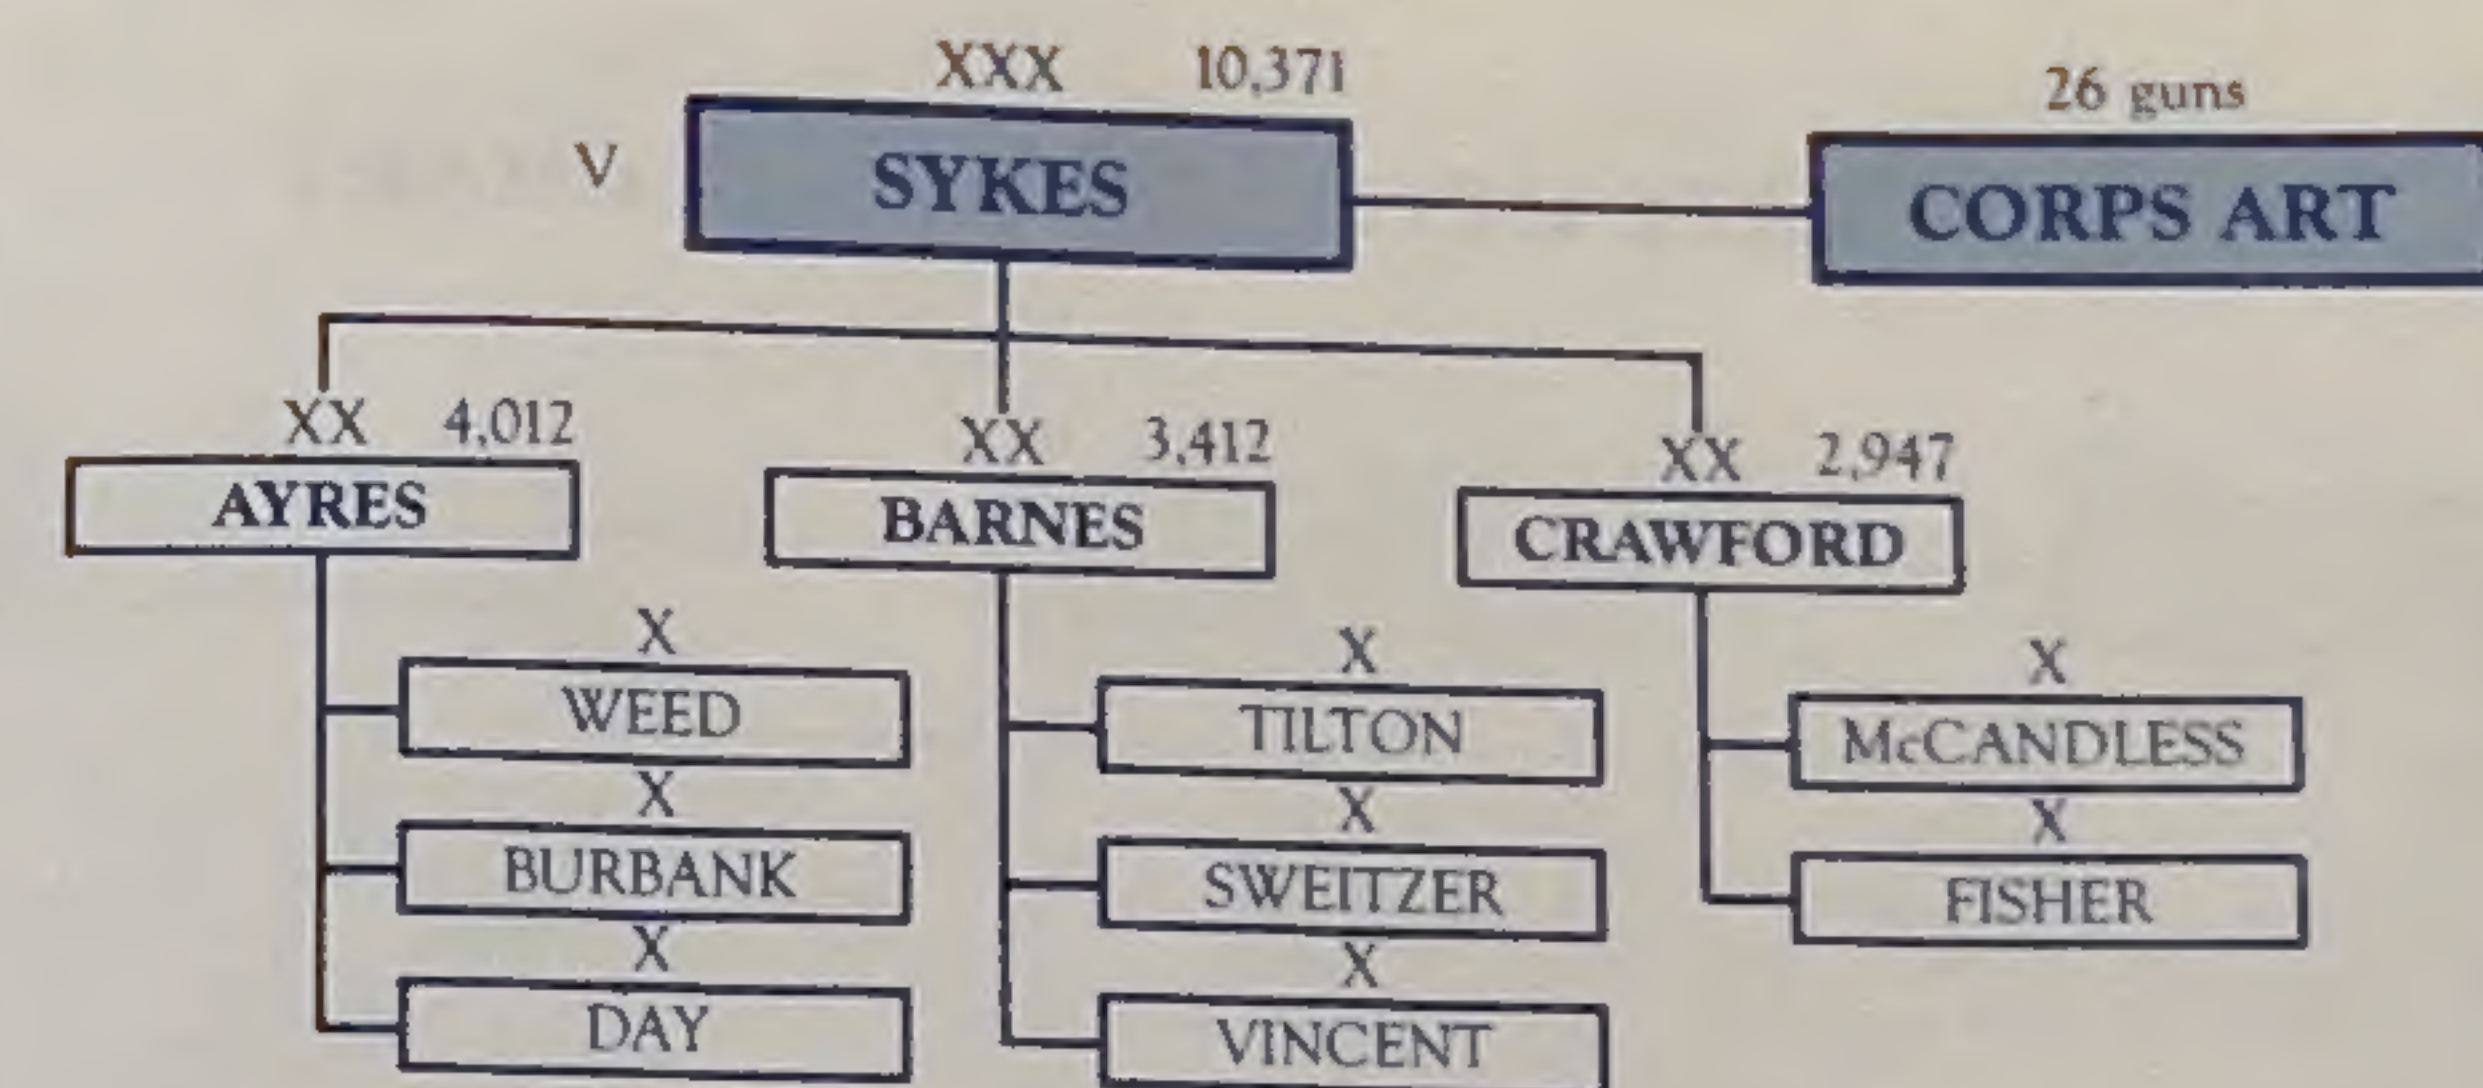 XXX 10,371
26 guns
V SYKES
CORPS ART
XX 4,012
XX 3,412
XX 2,947
AYRES
BARNES
CRAWFORD
X
X
X
WEED
TILTON
McCANDLESS
X
X
X
BURBANK
SWEITZER
FISHER
X
X
DAY
VINCENT